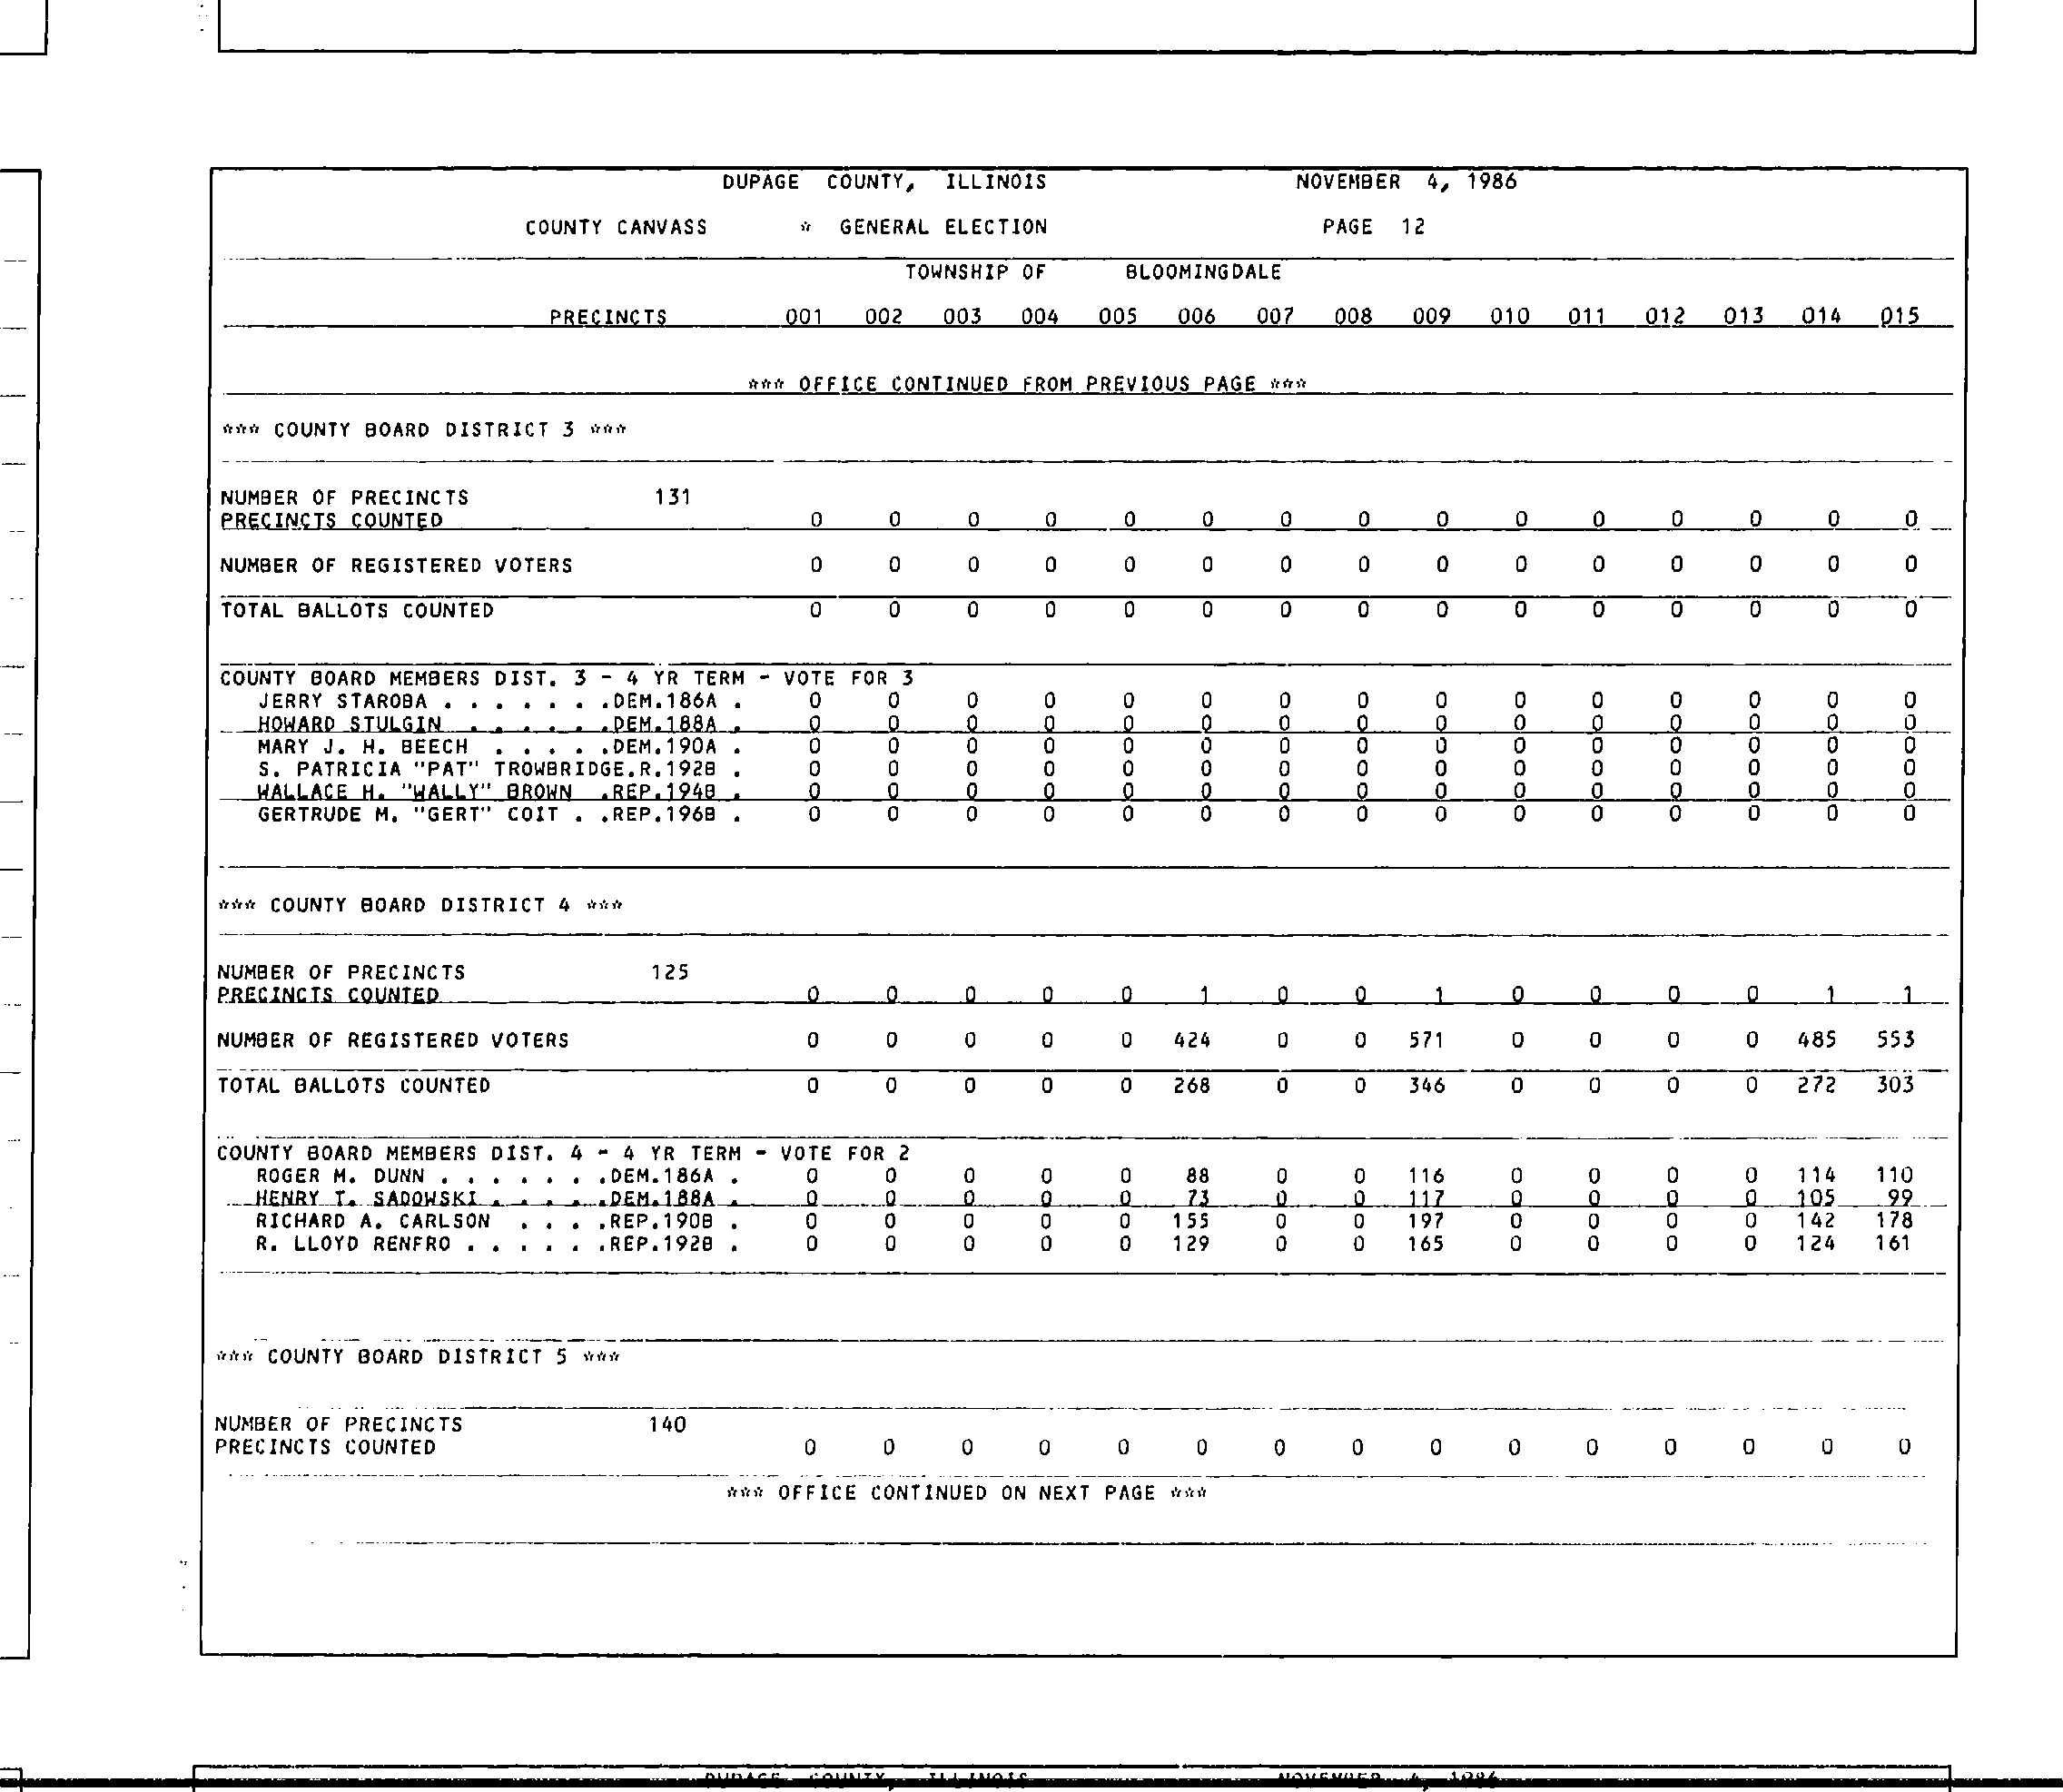 DUPAGE COUNTY, ILLINOIS NOVEMBER 4, 1986
COUNTY CANVASS * GENERAL ELECTION PAGE 12
TOWNSHIP OF BLOOMINGDALE
PRECINCTS 001 002 003 004 005 006 007 008 009 010 011 012 013 014 015
*** OFFICE CONTINUED FROM PREVIOUS PAGE ***
*** COUNTY BOARD DISTRICT 3 ***
NUMBER OF PRECINCTS 131
PRECINCTS COUNTED 0 0 0 0 0 0 0 0 0 0 0 0 0 0 0
NUMBER OF REGISTERED VOTERS 0 0 0 0 0 0 0 0 0 0 0 0 0 0 0
TOTAL BALLOTS COUNTED 0 0 0 0 0 0 0 0 0 0 0 0 0 0 0
COUNTY BOARD MEMBERS DIST. 3 - 4 YR TERM - VOTE FOR 3
JERRY STAROBA . . . . . . .DEM.186A . 0 0 0 0 0 0 0 0 0 0 0 0 0 0 0
HOWARD STULGIN . . . . . .DEM.188A . 0 0 0 0 0 0 0 0 0 0 0 0 0 0 0
MARY J. H. BEECH . . . . .DEM.190A . 0 0 0 0 0 0 0 0 0 0 0 0 0 0 0
S. PATRICIA "PAT" TROWBRIDGE.R.192B . 0 0 0 0 0 0 0 0 0 0 0 0 0 0 0
WALLACE H. "WALLY" BROWN .REP.194B . 0 0 0 0 0 0 0 0 0 0 0 0 0 0 0
GERTRUDE M. "GERT" COIT . .REP.196B . 0 0 0 0 0 0 0 0 0 0 0 0 0 0 0
*** COUNTY BOARD DISTRICT 4 ***
NUMBER OF PRECINCTS 125
PRECINCTS COUNTED 0 0 0 0 0 1 0 0 1 0 0 0 0 1 1
NUMBER OF REGISTERED VOTERS 0 0 0 0 0 424 0 0 571 0 0 0 0 485 553
TOTAL BALLOTS COUNTED 0 0 0 0 0 268 0 0 346 0 0 0 0 272 303
COUNTY BOARD MEMBERS DIST. 4 - 4 YR TERM - VOTE FOR 2
ROGER M. DUNN . . . . . . .DEM.186A . 0 0 0 0 0 88 0 0 116 0 0 0 0 114 110
HENRY T. SADOWSKI . . . . .DEM.188A . 0 0 0 0 0 73 0 0 117 0 0 0 0 105 99
RICHARD A. CARLSON . . . .REP.190B . 0 0 0 0 0 155 0 0 197 0 0 0 0 142 178
R. LLOYD RENFRO . . . . . .REP.192B . 0 0 0 0 0 129 0 0 165 0 0 0 0 124 161
*** COUNTY BOARD DISTRICT 5 ***
NUMBER OF PRECINCTS 140
PRECINCTS COUNTED 0 0 0 0 0 0 0 0 0 0 0 0 0 0 0
*** OFFICE CONTINUED ON NEXT PAGE ***
DUPAGE COUNTY, ILLINOIS NOVEMBER 4, 1986